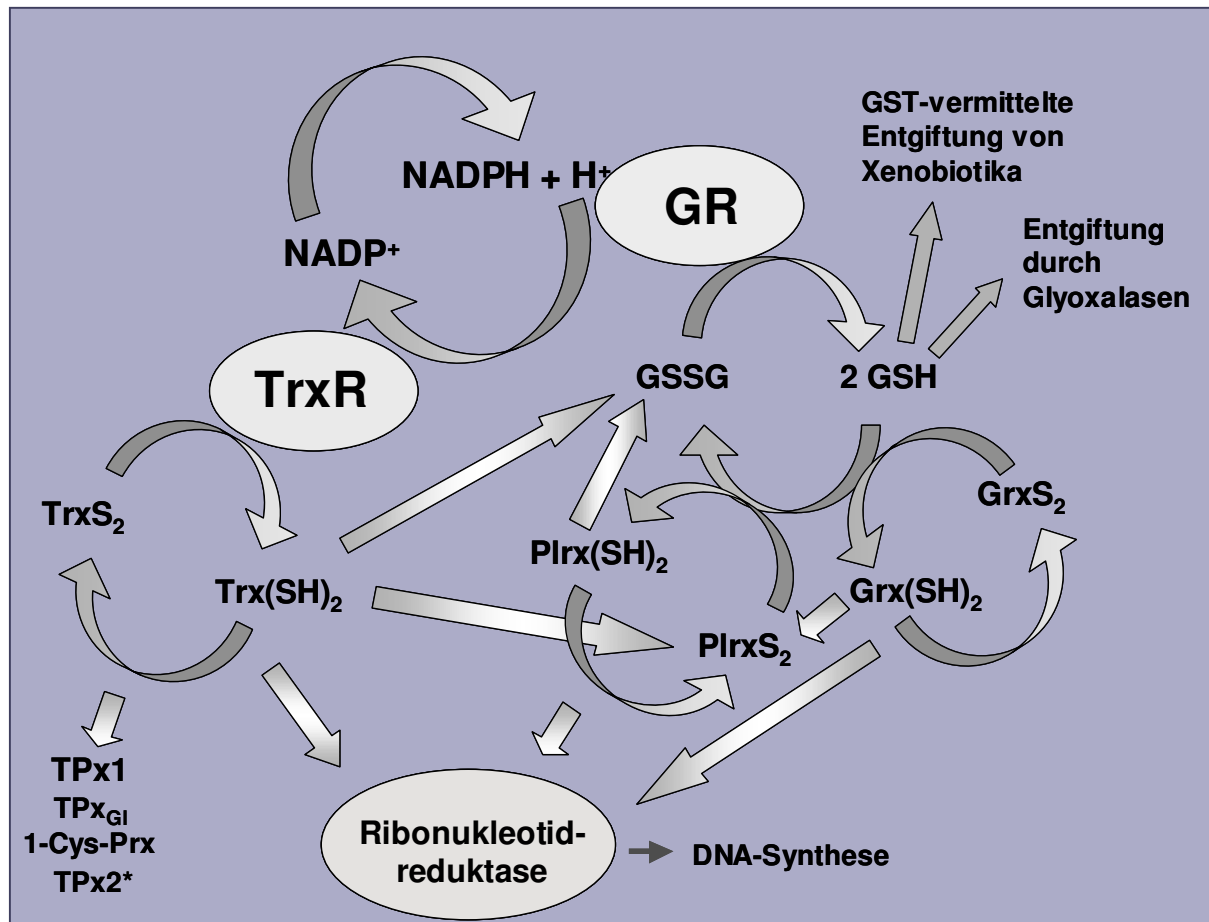 GST-vermittelte
Entgiftung von
Xenobiotika
NADPH + H⁺
GR
NADP⁺
Entgiftung
durch
Glyoxalasen
TrxR
GSSG
2 GSH
TrxS₂
GrxS₂
Plrx(SH)₂
Trx(SH)₂
Grx(SH)₂
PlrxS₂
TPx1
TPx_Gl
1-Cys-Prx
TPx2*
Ribonukleotid-
reduktase
DNA-Synthese